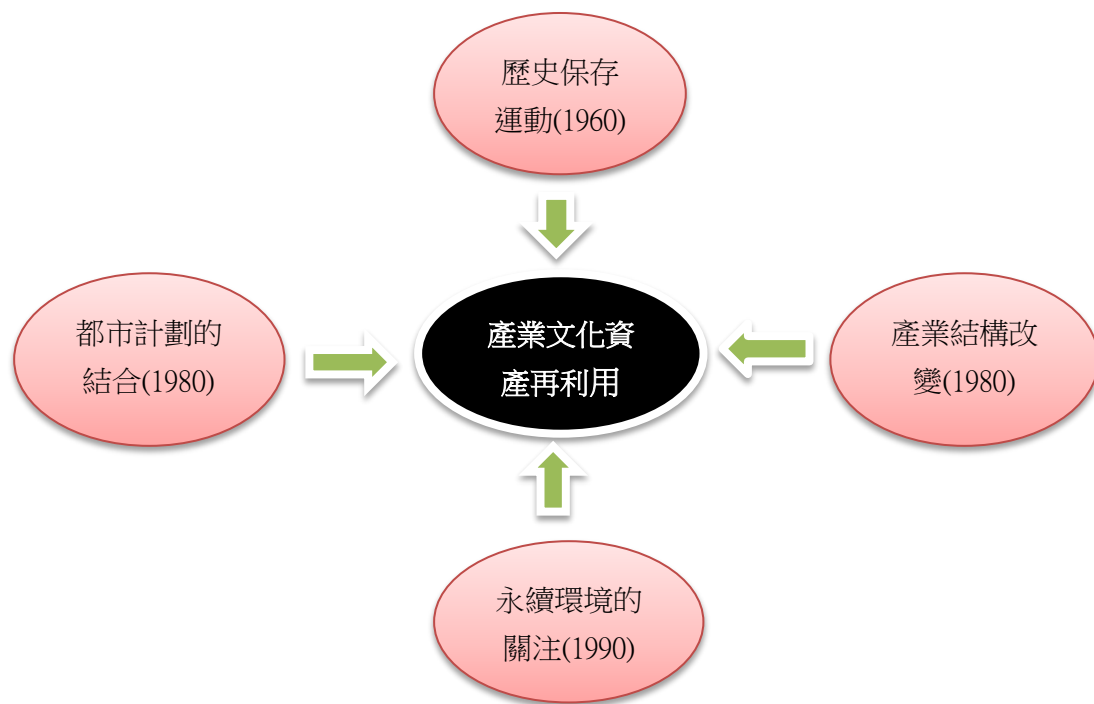 歷史保存
運動(1960)
都市計劃的
結合(1980)
產業文化資
產再利用
產業結構改
變(1980)
永續環境的
關注(1990)